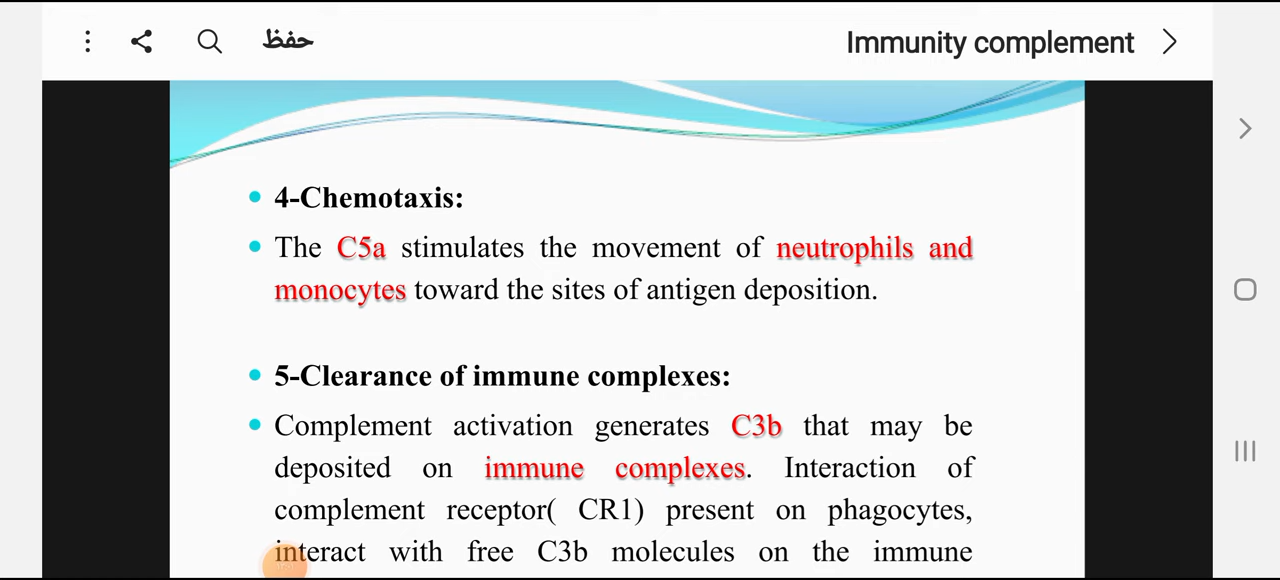 حفظ
Immunity complement
4-Chemotaxis:
The C5a stimulates the movement of neutrophils and
monocytes toward the sites of antigen deposition.
5-Clearance of immune complexes:
Complement activation generates C3b that may be
deposited on immune complexes. Interaction of
complement receptor( CR1) present on phagocytes,
interact with free C3b molecules on the immune